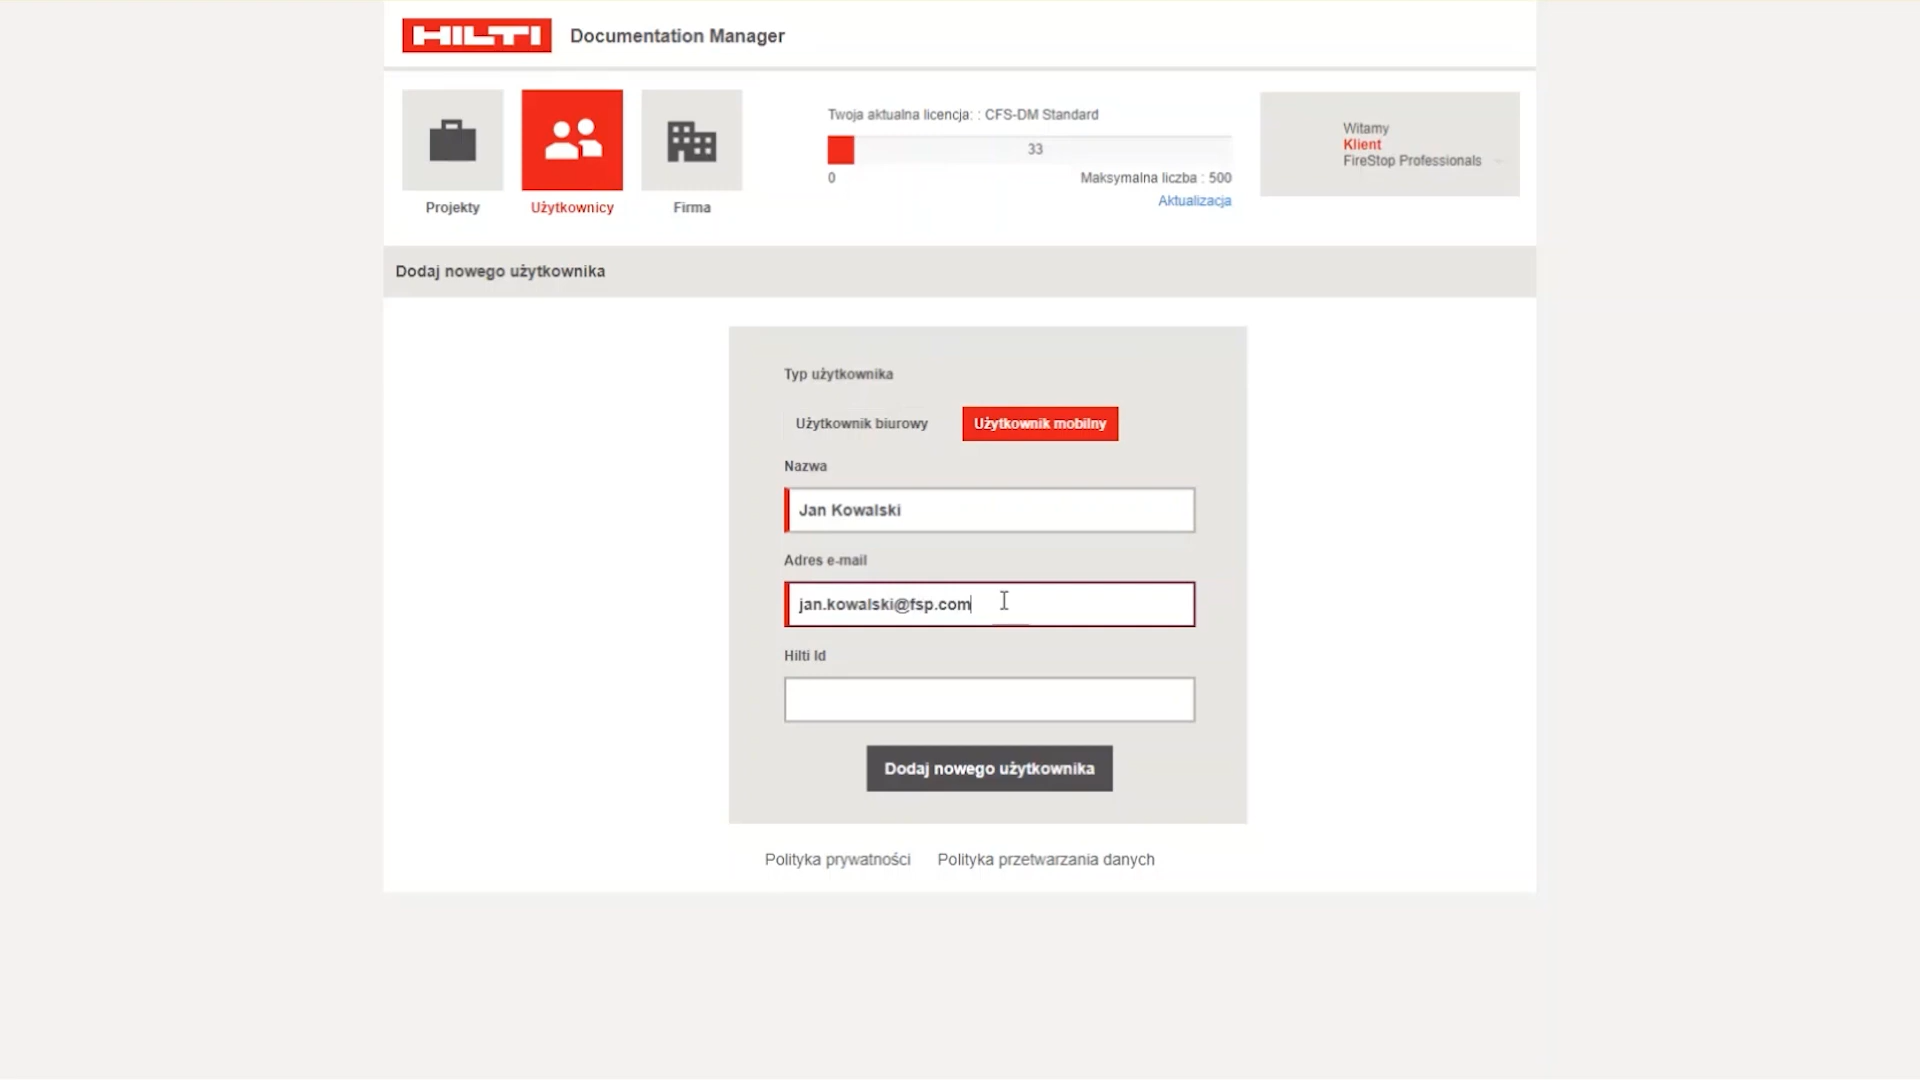 HILTI Documentation Manager
Projekty
Użytkownicy
Firma
Twoja aktualna licencja: : CFS-DM Standard
33
0
Maksymalna liczba : 500
Aktualizacja
Witamy
Klient
FireStop Professionals
Dodaj nowego użytkownika
Typ użytkownika
Użytkownik biurowy
Użytkownik mobilny
Nazwa
Jan Kowalski
Adres e-mail
jan.kowalski@fsp.com
Hilti Id
Dodaj nowego użytkownika
Polityka prywatności
Polityka przetwarzania danych